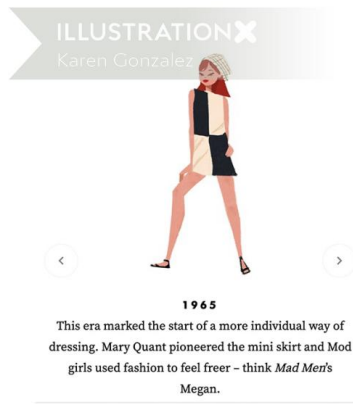 ILLUSTRATIONX
Karen Gonzalez
1965
This era marked the start of a more individual way of
dressing. Mary Quant pioneered the mini skirt and Mod
girls used fashion to feel freer – think Mad Men's
Megan.